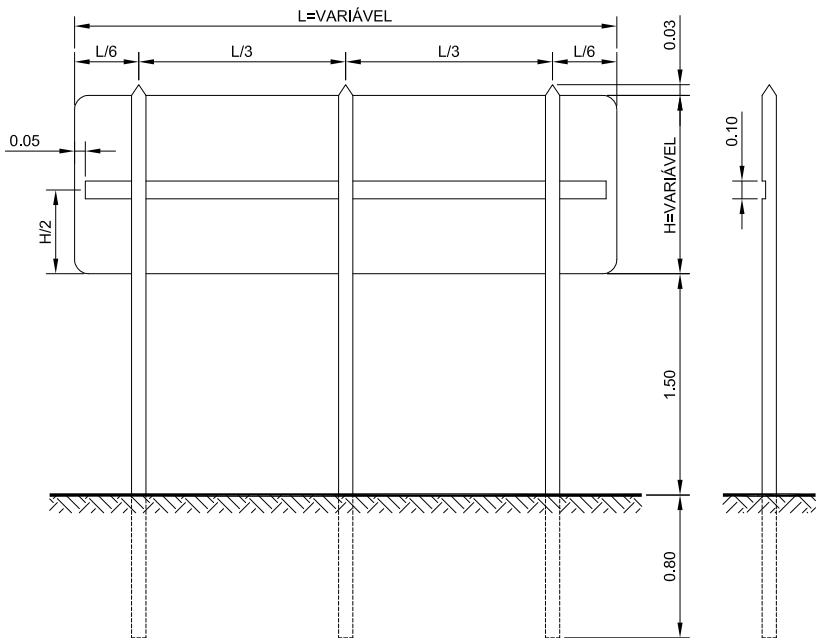 L=VARIÁVEL
L/6
L/3
L/3
L/6
0.03
0.05
0.10
H=VARIÁVEL
H/2
1.50
0.80